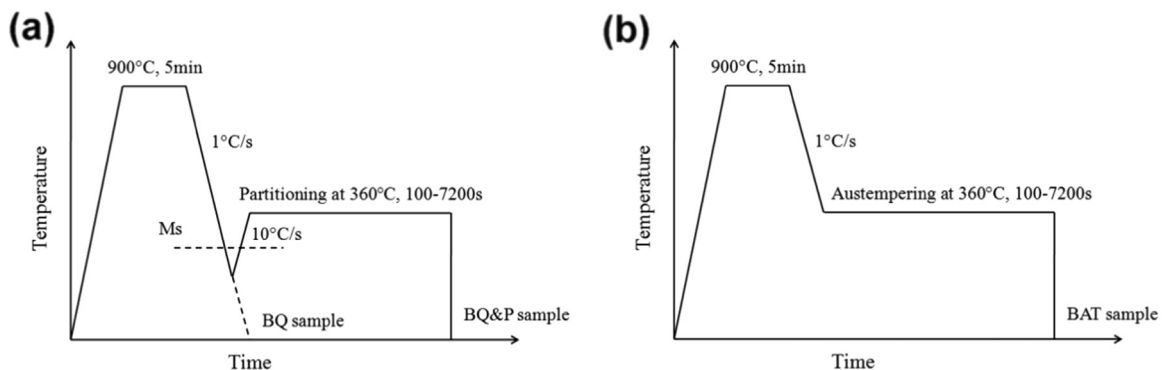 (a)
900°C, 5min
1°C/s
Partitioning at 360°C, 100-7200s
Ms
10°C/s
BQ sample
BQ&P sample
Temperature
Time
(b)
900°C, 5min
1°C/s
Austempering at 360°C, 100-7200s
BAT sample
Temperature
Time